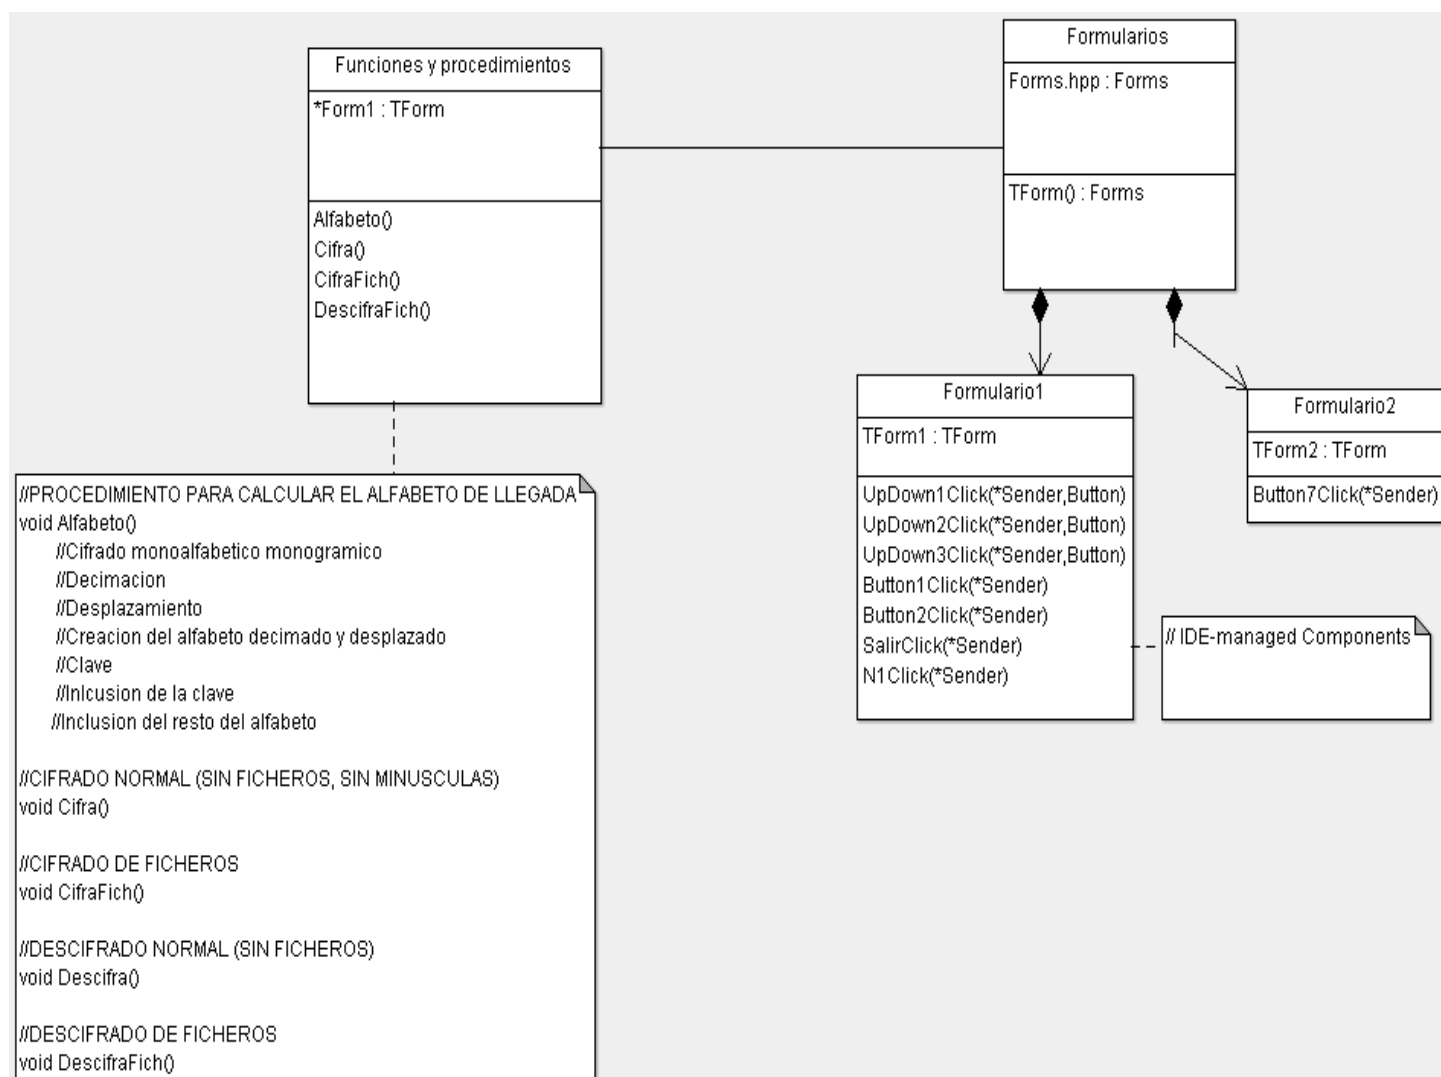 Funciones y procedimientos
*Form1 : TForm
Alfabeto()
Cifra()
CifraFich()
DescifraFich()
Formularios
Forms.hpp : Forms
TForm() : Forms
Formulario1
TForm1 : TForm
UpDown1Click(*Sender,Button)
UpDown2Click(*Sender,Button)
UpDown3Click(*Sender,Button)
Button1Click(*Sender)
Button2Click(*Sender)
SalirClick(*Sender)
N1Click(*Sender)
Formulario2
TForm2 : TForm
Button7Click(*Sender)
// IDE-managed Components
//PROCEDIMIENTO PARA CALCULAR EL ALFABETO DE LLEGADA
void Alfabeto()
//Cifrado monoalfabetico monogramico
//Decimacion
//Desplazamiento
//Creacion del alfabeto decimado y desplazado
//Clave
//Inlcusion de la clave
//Inclusion del resto del alfabeto
//CIFRADO NORMAL (SIN FICHEROS, SIN MINUSCULAS)
void Cifra()
//CIFRADO DE FICHEROS
void CifraFich()
//DESCIFRADO NORMAL (SIN FICHEROS)
void Descifra()
//DESCIFRADO DE FICHEROS
void DescifraFich()